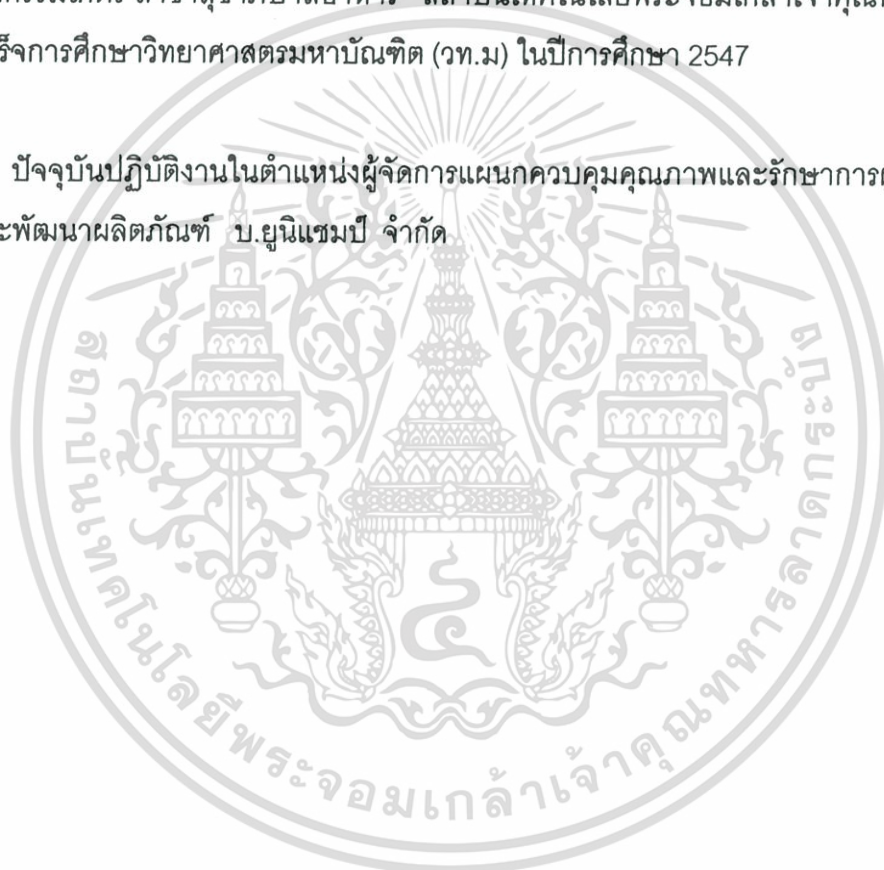 สำเร็จการศึกษาวิทยาศาสตรมหาบัณฑิต (วท.ม) ในปีการศึกษา 2547
ปัจจุบันปฏิบัติงานในตำแหน่งผู้จัดการแผนกควบคุมคุณภาพและรักษาการ
พัฒนาผลิตภัณฑ์ บ.ยูนิแชมป์ จำกัด
สถาบันเทคโนโลยีพระจอมเกล้าเจ้าคุณทหารลาดกระบัง